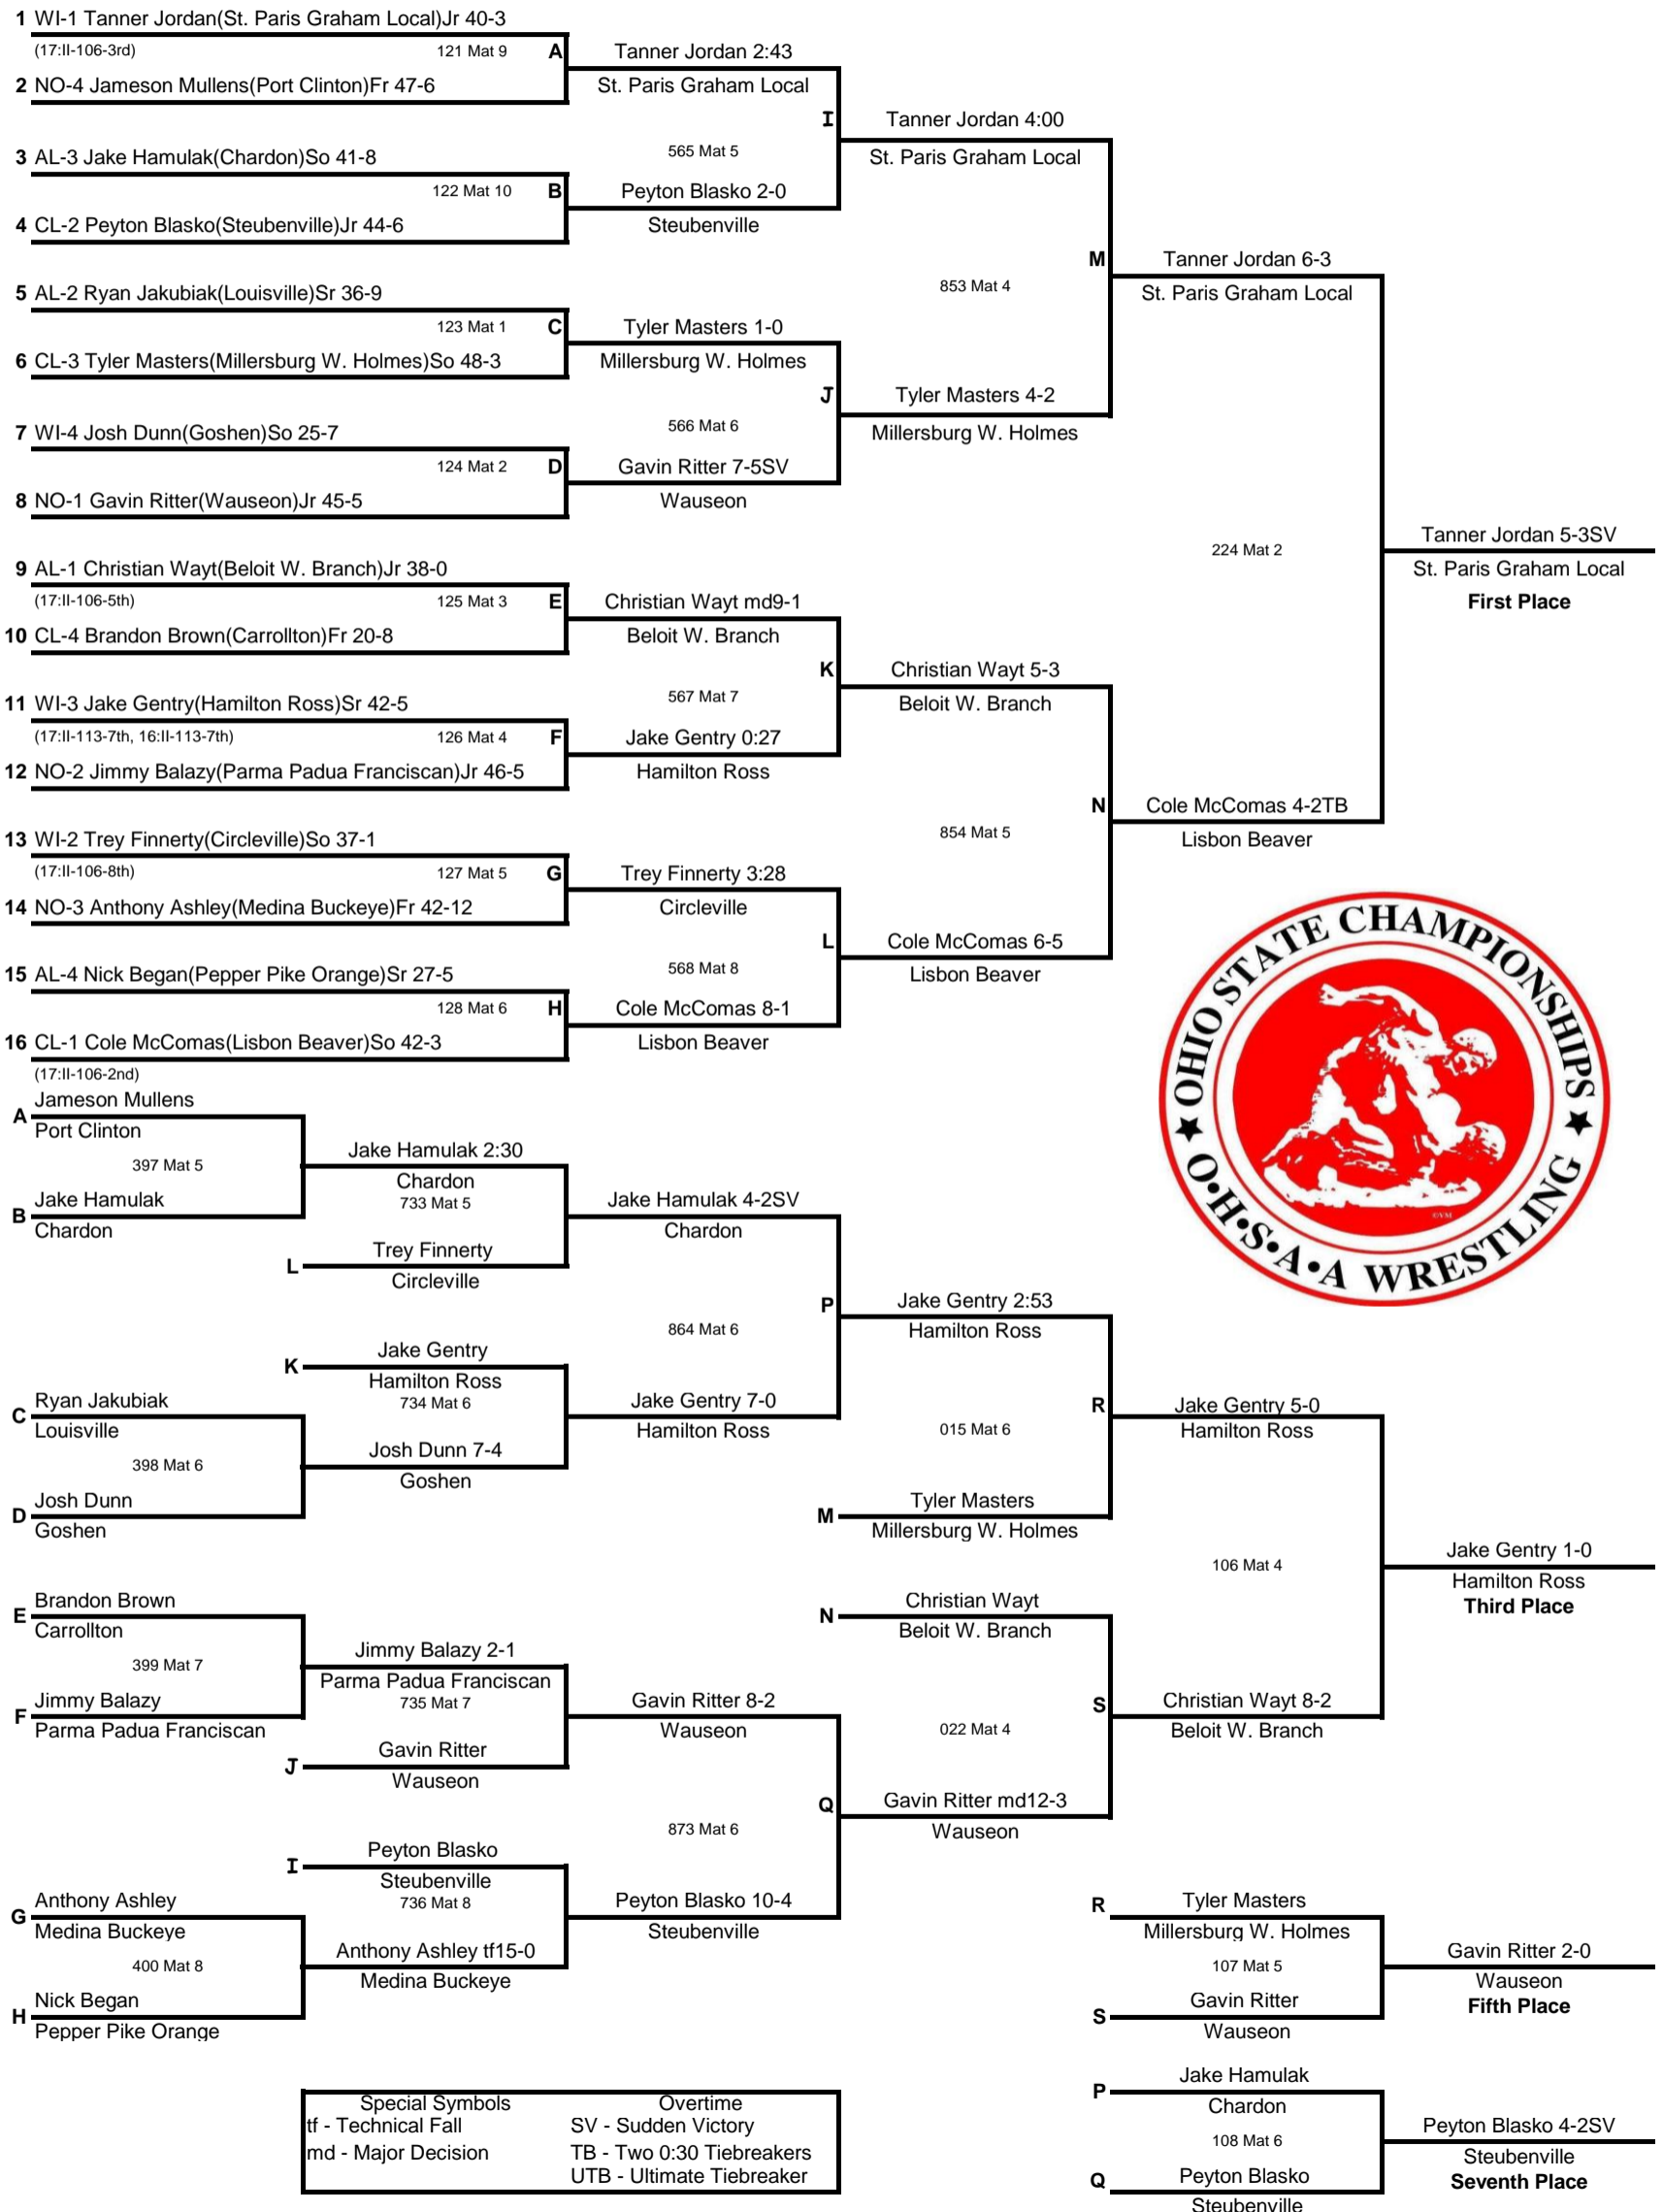 1 WI-1 Tanner Jordan(St. Paris Graham Local)Jr 40-3
(17:II-106-3rd)
121 Mat 9
A
2 NO-4 Jameson Mullens(Port Clinton)Fr 47-6
Tanner Jordan 2:43
St. Paris Graham Local
3 AL-3 Jake Hamulak(Chardon)So 41-8
122 Mat 10
B
4 CL-2 Peyton Blasko(Steubenville)Jr 44-6
565 Mat 5
I
Peyton Blasko 2-0
Steubenville
Tanner Jordan 4:00
St. Paris Graham Local
5 AL-2 Ryan Jakubiak(Louisville)Sr 36-9
123 Mat 1
C
6 CL-3 Tyler Masters(Millersburg W. Holmes)So 48-3
Tyler Masters 1-0
Millersburg W. Holmes
7 WI-4 Josh Dunn(Goshen)So 25-7
124 Mat 2
D
8 NO-1 Gavin Ritter(Wauseon)Jr 45-5
566 Mat 6
J
Gavin Ritter 7-5SV
Wauseon
Tyler Masters 4-2
Millersburg W. Holmes
853 Mat 4
M
Tanner Jordan 6-3
St. Paris Graham Local
9 AL-1 Christian Wayt(Beloit W. Branch)Jr 38-0
(17:II-106-5th)
125 Mat 3
E
10 CL-4 Brandon Brown(Carrollton)Fr 20-8
Christian Wayt md9-1
Beloit W. Branch
11 WI-3 Jake Gentry(Hamilton Ross)Sr 42-5
(17:II-113-7th, 16:II-113-7th)
126 Mat 4
F
12 NO-2 Jimmy Balazy(Parma Padua Franciscan)Jr 46-5
567 Mat 7
K
Jake Gentry 0:27
Hamilton Ross
Christian Wayt 5-3
Beloit W. Branch
13 WI-2 Trey Finnerty(Circleville)So 37-1
(17:II-106-8th)
127 Mat 5
G
14 NO-3 Anthony Ashley(Medina Buckeye)Fr 42-12
Trey Finnerty 3:28
Circleville
15 AL-4 Nick Began(Pepper Pike Orange)Sr 27-5
128 Mat 6
H
16 CL-1 Cole McComas(Lisbon Beaver)So 42-3
(17:II-106-2nd)
568 Mat 8
L
Cole McComas 8-1
Lisbon Beaver
Cole McComas 6-5
Lisbon Beaver
854 Mat 5
N
Cole McComas 4-2TB
Lisbon Beaver
224 Mat 2
Tanner Jordan 5-3SV
St. Paris Graham Local
First Place
★ OHIO STATE CHAMPIONSHIPS ★
O•H•S•A•A WRESTLING
©VM
A
Jameson Mullens
Port Clinton
397 Mat 5
B
Jake Hamulak
Chardon
Jake Hamulak 2:30
Chardon
733 Mat 5
L
Trey Finnerty
Circleville
Jake Hamulak 4-2SV
Chardon
K
Jake Gentry
Hamilton Ross
734 Mat 6
C
Ryan Jakubiak
Louisville
398 Mat 6
D
Josh Dunn
Goshen
Josh Dunn 7-4
Goshen
Jake Gentry 7-0
Hamilton Ross
864 Mat 6
P
Jake Gentry 2:53
Hamilton Ross
015 Mat 6
R
M
Tyler Masters
Millersburg W. Holmes
Jake Gentry 5-0
Hamilton Ross
E
Brandon Brown
Carrollton
399 Mat 7
F
Jimmy Balazy
Parma Padua Franciscan
Jimmy Balazy 2-1
Parma Padua Franciscan
735 Mat 7
J
Gavin Ritter
Wauseon
Gavin Ritter 8-2
Wauseon
I
Peyton Blasko
Steubenville
736 Mat 8
G
Anthony Ashley
Medina Buckeye
400 Mat 8
H
Nick Began
Pepper Pike Orange
Anthony Ashley tf15-0
Medina Buckeye
Peyton Blasko 10-4
Steubenville
873 Mat 6
Q
N
Christian Wayt
Beloit W. Branch
022 Mat 4
S
Gavin Ritter md12-3
Wauseon
Christian Wayt 8-2
Beloit W. Branch
106 Mat 4
Jake Gentry 1-0
Hamilton Ross
Third Place
R
Tyler Masters
Millersburg W. Holmes
107 Mat 5
S
Gavin Ritter
Wauseon
Gavin Ritter 2-0
Wauseon
Fifth Place
P
Jake Hamulak
Chardon
108 Mat 6
Q
Peyton Blasko
Steubenville
Peyton Blasko 4-2SV
Steubenville
Seventh Place
Special Symbols
tf - Technical Fall
md - Major Decision
Overtime
SV - Sudden Victory
TB - Two 0:30 Tiebreakers
UTB - Ultimate Tiebreaker